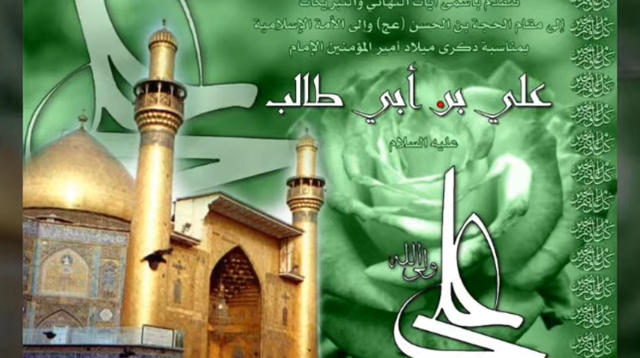 نتقدم بأسمى آيات التهاني والتبريكات
إلى مقام الحجة بن الحسن (عج) وإلى الأمة الإسلامية
بمناسبة ذكرى ميلاد أمير المؤمنين الإمام
علي بن أبي طالب
عليه السلام
علي
ولي الله